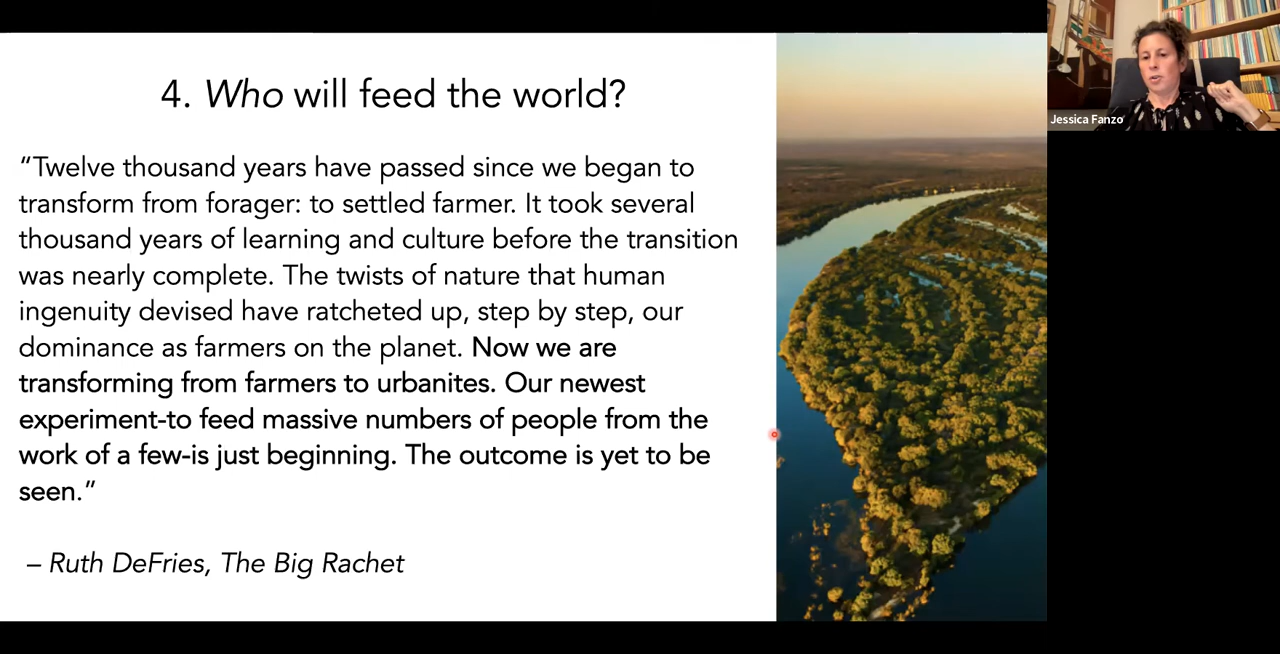 4. Who will feed the world?
“Twelve thousand years have passed since we began to
transform from forager: to settled farmer. It took several
thousand years of learning and culture before the transition
was nearly complete. The twists of nature that human
ingenuity devised have ratcheted up, step by step, our
dominance as farmers on the planet. Now we are
transforming from farmers to urbanites. Our newest
experiment-to feed massive numbers of people from the
work of a few-is just beginning. The outcome is yet to be
seen.”
– Ruth DeFries, The Big Rachet
Jessica Fanzo